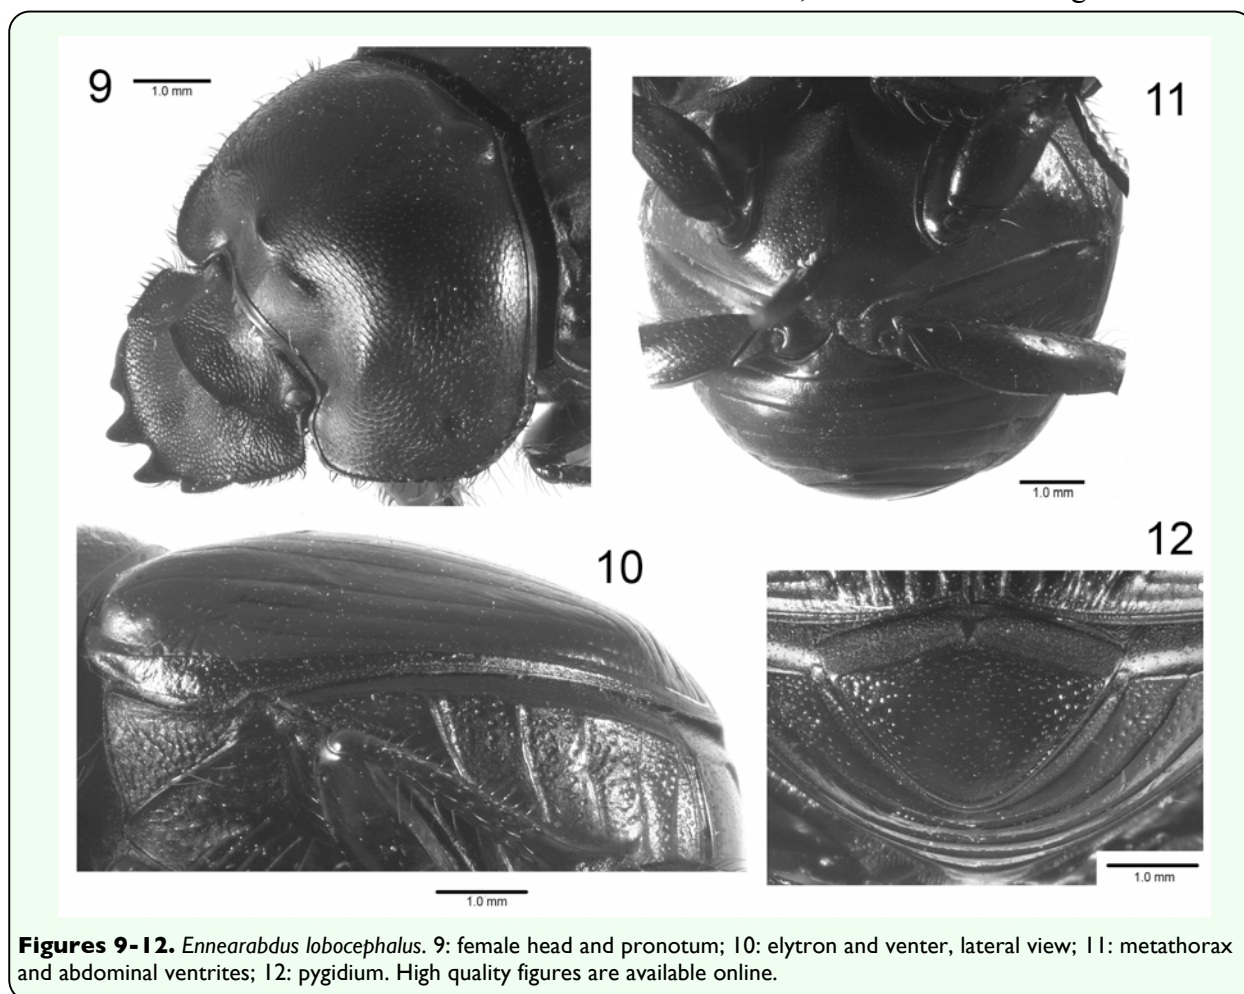 9
1.0 mm
11
1.0 mm
10
1.0 mm
12
1.0 mm
Figures 9-12. Ennearabdus lobocephalus. 9: female head and pronotum; 10: elytron and venter, lateral view; 11: metathorax
and abdominal ventrites; 12: pygidium. High quality figures are available online.